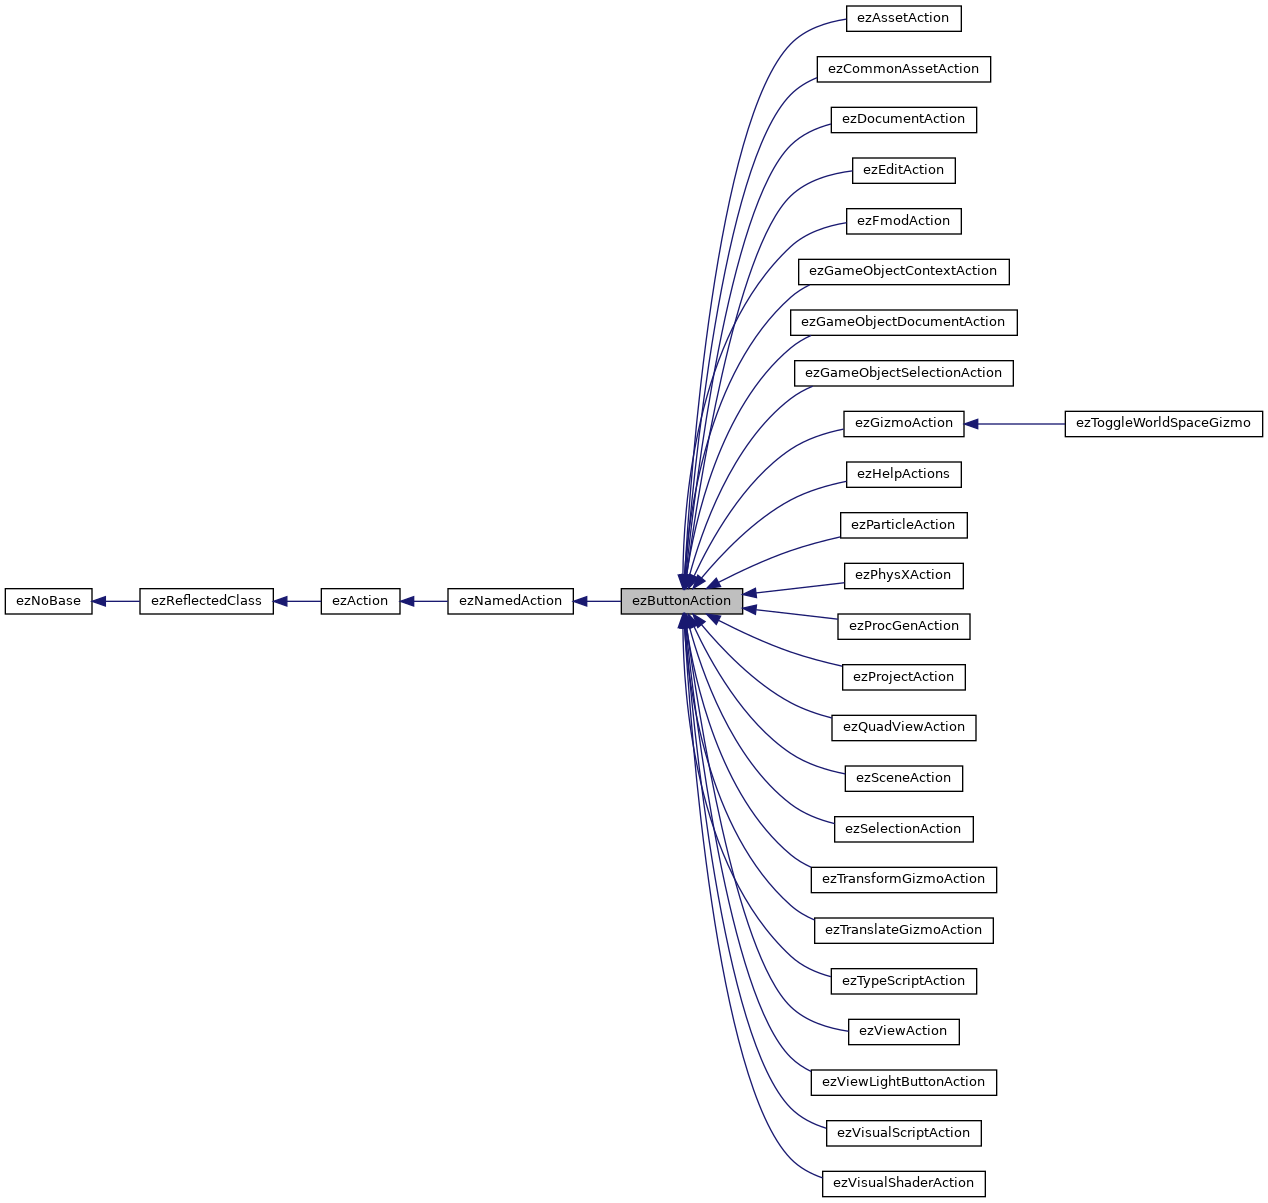 ezAssetAction
ezCommonAssetAction
ezDocumentAction
ezEditAction
ezFmodAction
ezGameObjectContextAction
ezGameObjectDocumentAction
ezGameObjectSelectionAction
ezGizmoAction
ezToggleWorldSpaceGizmo
ezHelpActions
ezParticleAction
ezPhysXAction
ezNoBase
ezReflectedClass
ezAction
ezNamedAction
ezButtonAction
ezProcGenAction
ezProjectAction
ezQuadViewAction
ezSceneAction
ezSelectionAction
ezTransformGizmoAction
ezTranslateGizmoAction
ezTypeScriptAction
ezViewAction
ezViewLightButtonAction
ezVisualScriptAction
ezVisualShaderAction